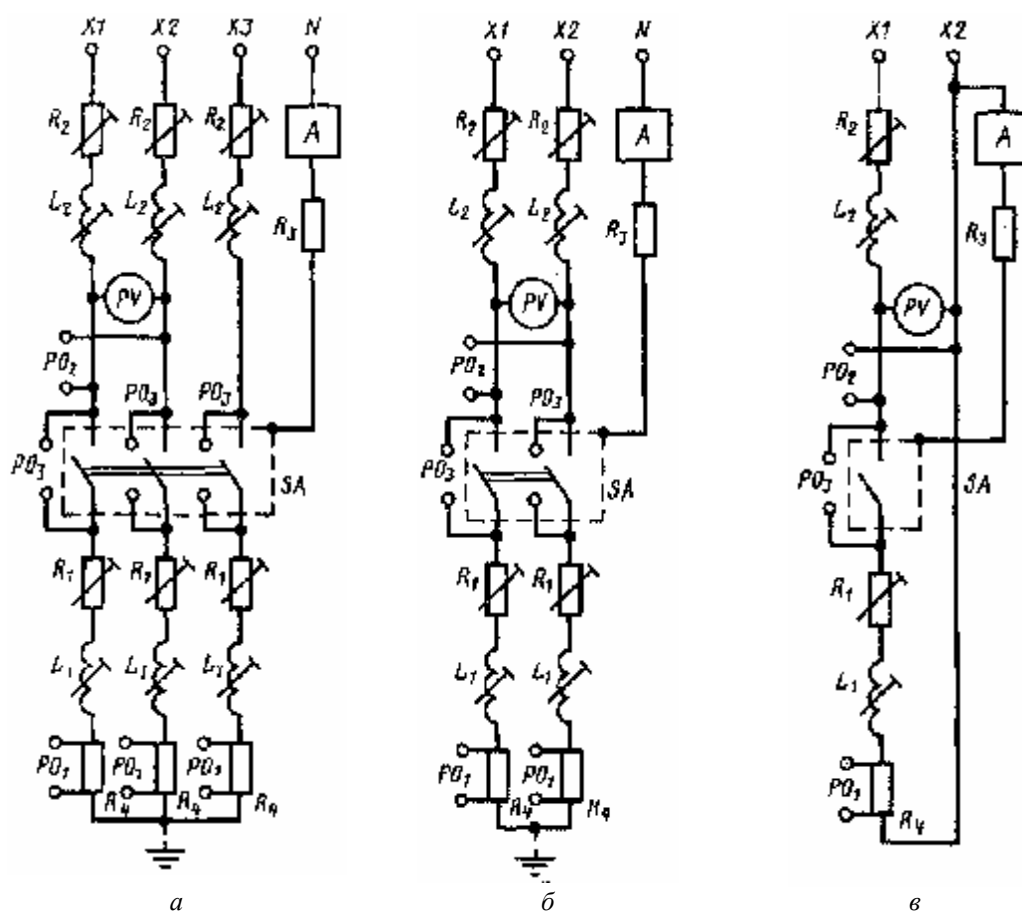 X1 X2 X3 N X1 X2 N X1 X2
R₂ R₂ R₂ A R₂ R₂ A R₂ A
L₂ L₂ L₂ R₃ L₂ L₂ R₃ L₂ R₃
PV PV PV
PO₂ PO₂ PO₂
PO₃ PO₃ PO₃
PO₃ SA PO₃ SA PO₃ SA
R₁ R₁ R₁ R₁ R₁ R₁
L₁ L₁ L₁ L₁ L₁ L₁
PO₁ PO₁ PO₁ PO₁ PO₁ PO₁
R₄ R₄ R₄ R₄ R₄ R₄
а б в